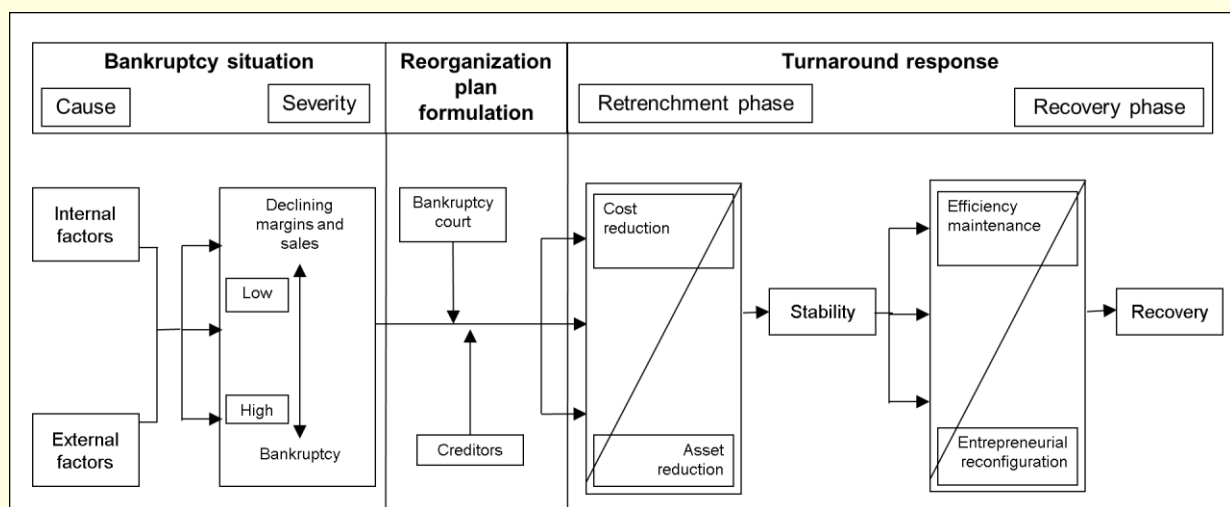 Bankruptcy situation
Cause
Severity
Reorganization
plan
formulation
Turnaround response
Retrenchment phase
Recovery phase
Internal
factors
External
factors
Declining
margins and
sales
Low
High
Bankruptcy
Bankruptcy
court
Creditors
Cost
reduction
Asset
reduction
Stability
Efficiency
maintenance
Entrepreneurial
reconfiguration
Recovery